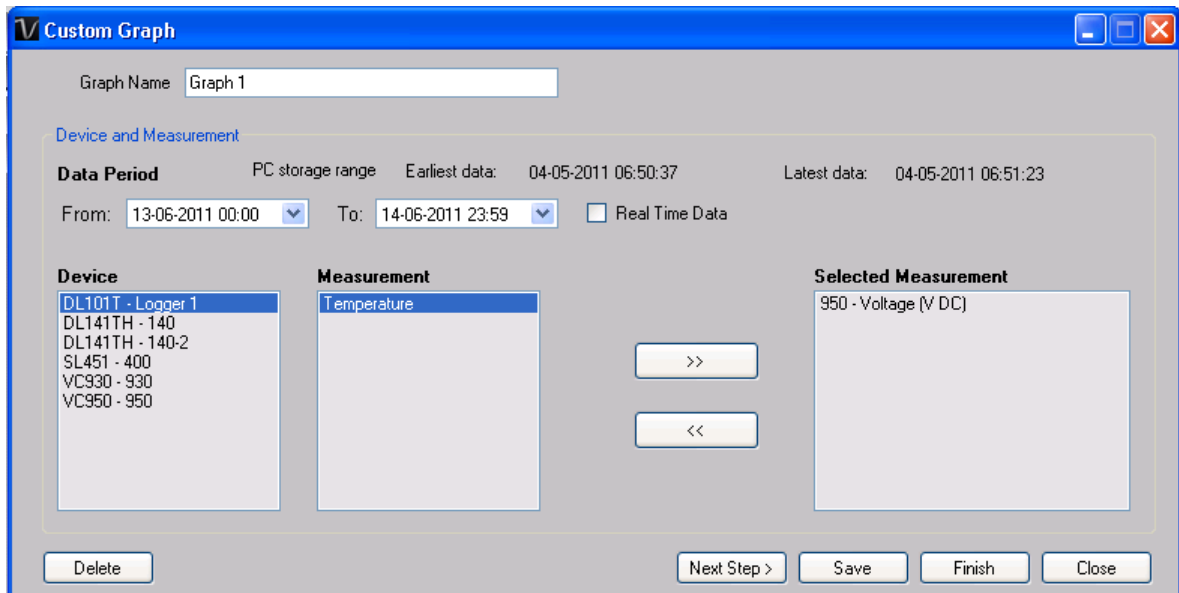 Custom Graph
Graph Name Graph 1
Device and Measurement
Data Period PC storage range Earliest data: 04-05-2011 06:50:37 Latest data: 04-05-2011 06:51:23
From: 13-06-2011 00:00 To: 14-06-2011 23:59 Real Time Data
Device Measurement Selected Measurement
DL101T - Logger 1 Temperature 950 - Voltage (V DC)
DL141TH - 140
DL141TH - 140-2
SL451 - 400
VC930 - 930
VC950 - 950
>>
<<
Delete Next Step > Save Finish Close